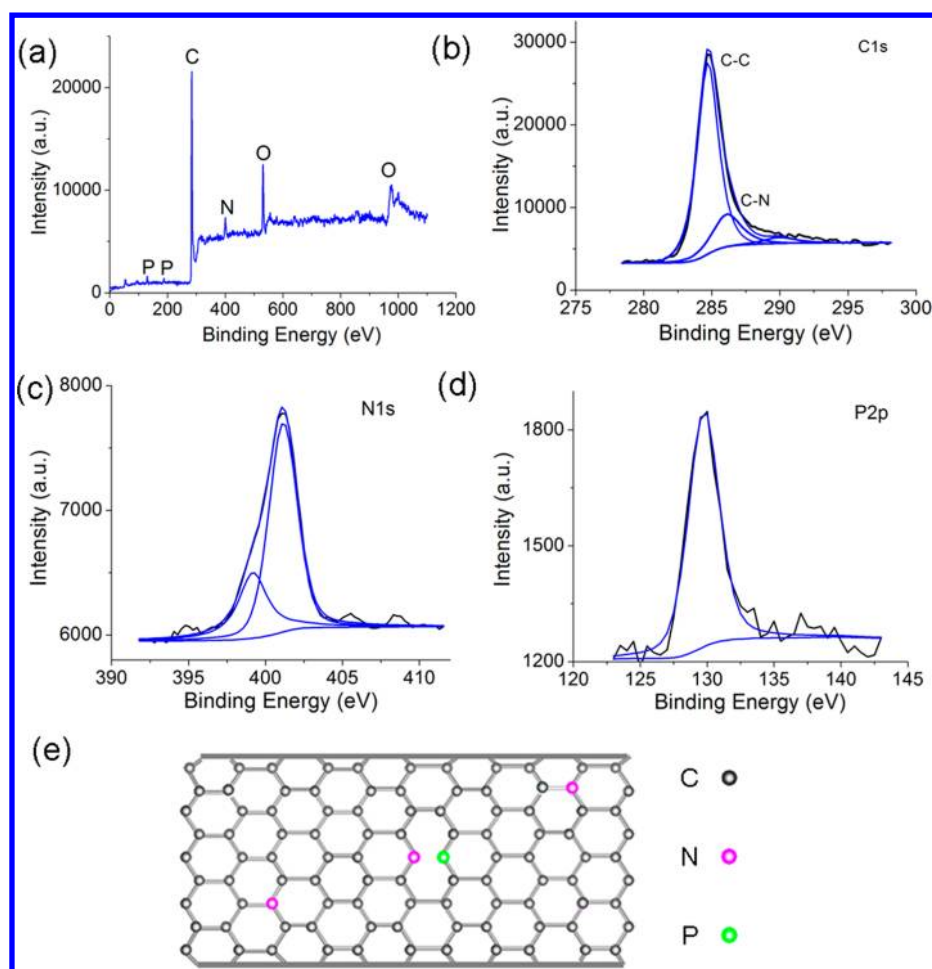 (a)
C
O
O
N
P P
20000
10000
0
0 200 400 600 800 1000 1200
Intensity (a.u.)
Binding Energy (eV)
(b)
C1s
C-C
C-N
30000
20000
10000
0
275 280 285 290 295 300
Intensity (a.u.)
Binding Energy (eV)
(c)
N1s
8000
7000
6000
390 395 400 405 410
Intensity (a.u.)
Binding Energy (eV)
(d)
P2p
1800
1500
1200
120 125 130 135 140 145
Intensity (a.u.)
Binding Energy (eV)
(e)
C
N
P